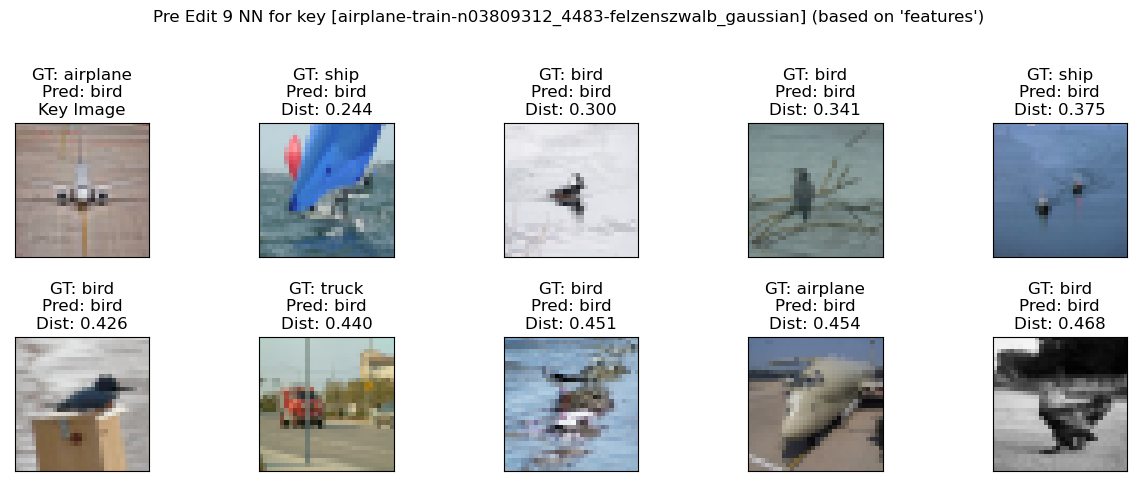 Pre Edit 9 NN for key [airplane-train-n03809312_4483-felzenszwalb_gaussian] (based on 'features')
GT: airplane
Pred: bird
Key Image
GT: ship
Pred: bird
Dist: 0.244
GT: bird
Pred: bird
Dist: 0.300
GT: bird
Pred: bird
Dist: 0.341
GT: ship
Pred: bird
Dist: 0.375
GT: bird
Pred: bird
Dist: 0.426
GT: truck
Pred: bird
Dist: 0.440
GT: bird
Pred: bird
Dist: 0.451
GT: airplane
Pred: bird
Dist: 0.454
GT: bird
Pred: bird
Dist: 0.468